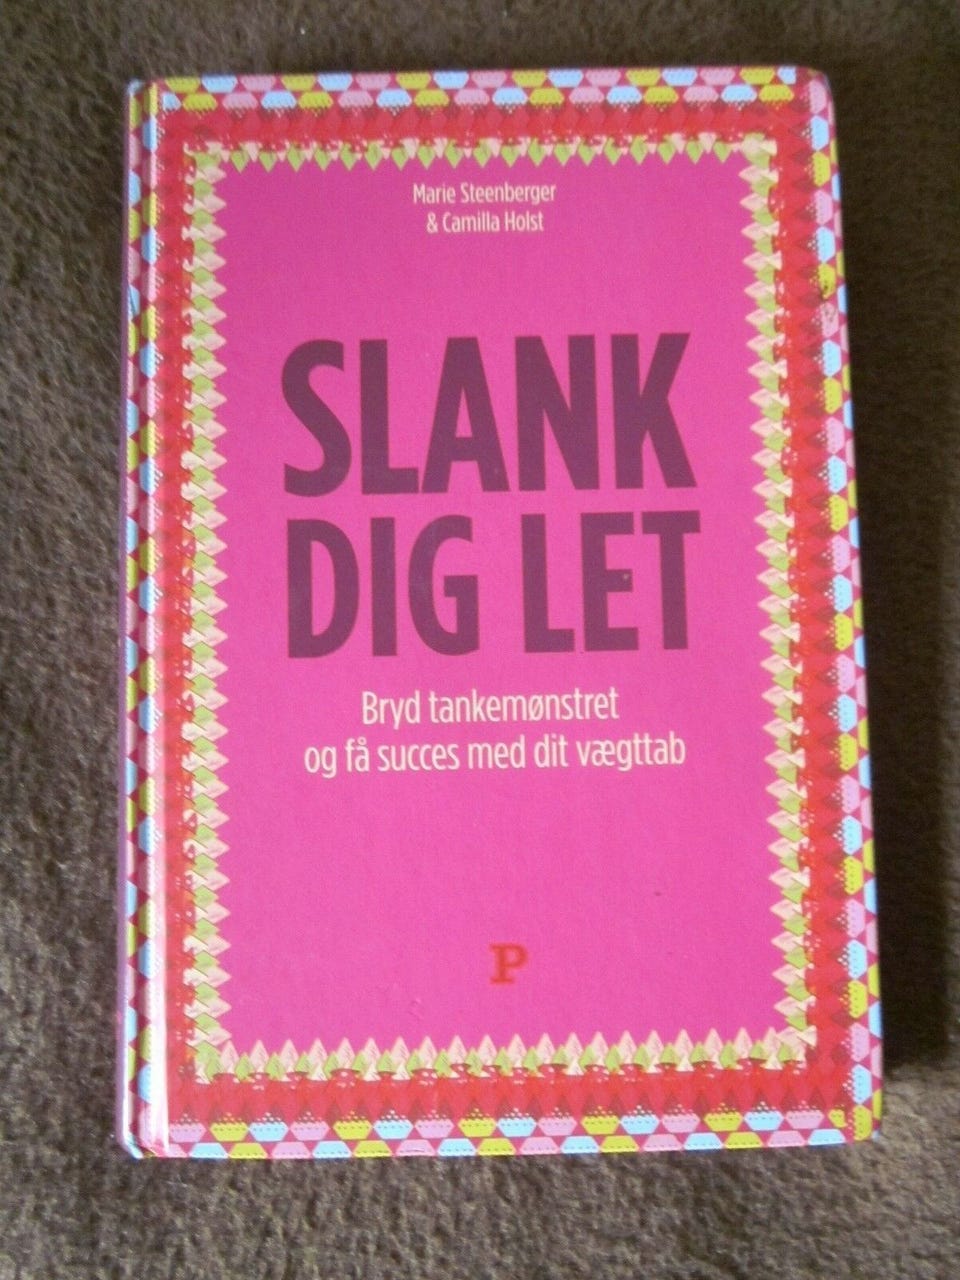 Marie Steenberger
& Camilla Holst
SLANK
DIG LET
Bryd tankemønstret
og få succes med dit vægttab
P